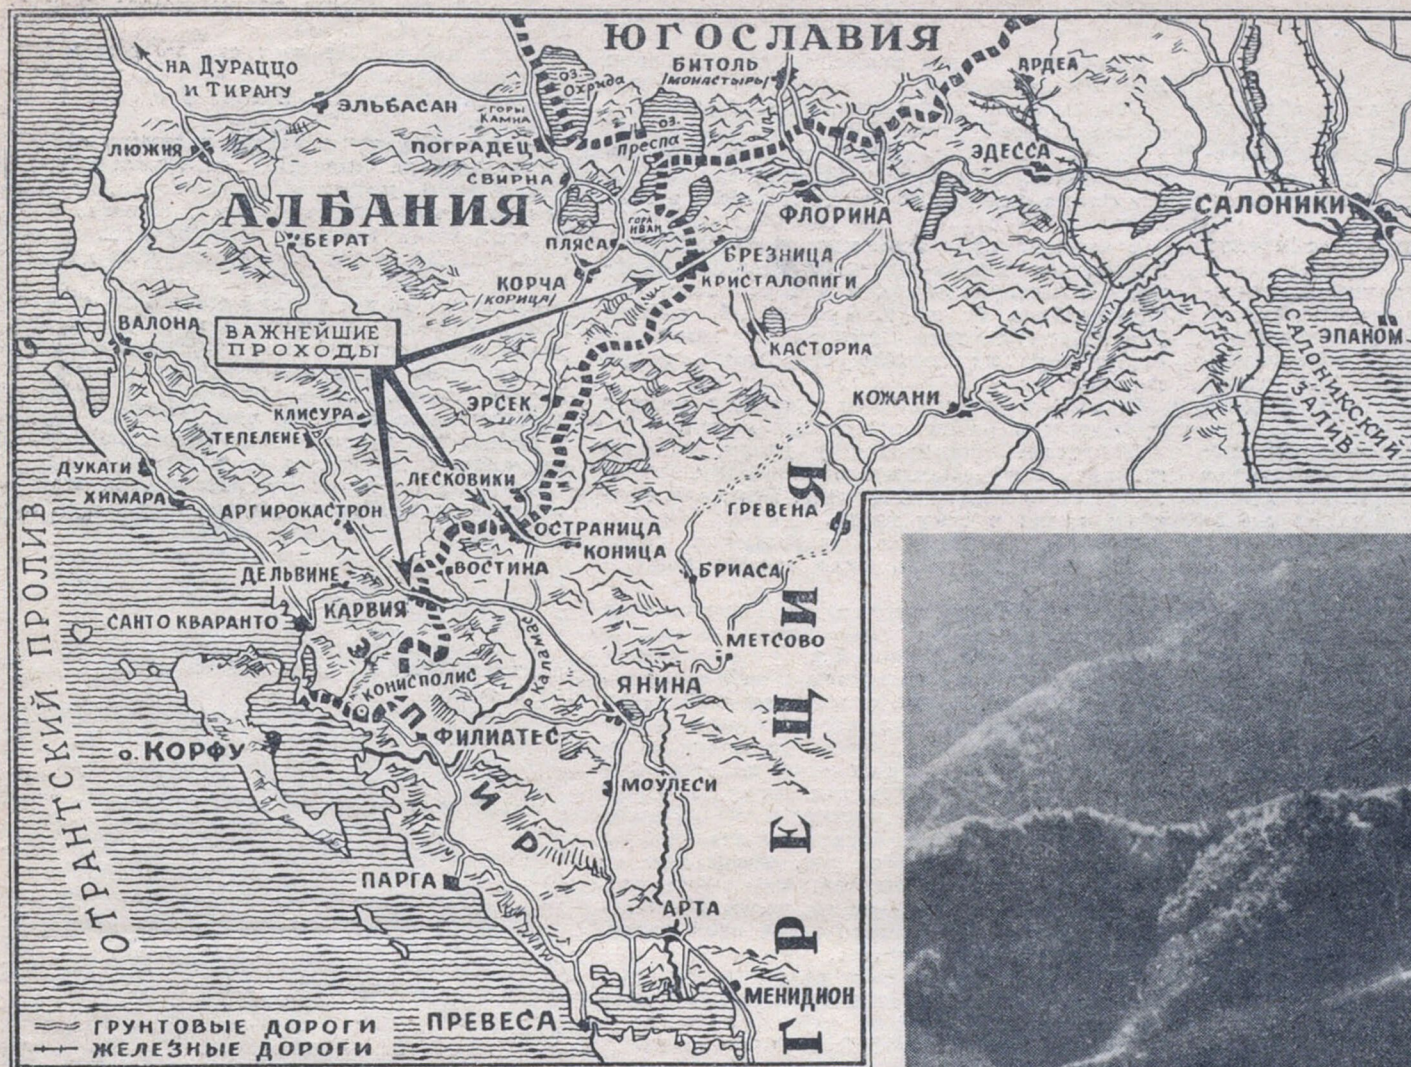 ЮГОСЛАВИЯ
НА ДУРАЦЦО
И ТИРАНУ
ЭЛЬБАСАН
ГОРЫ
КАМНА
ОЗ.
ОХРИДА
БИТОЛЬ
/МОНАСТЫРЬ/
АРДЕА
ЛЮЖНЯ
ПОГРАДЕЦ
ОЗ.
ПРЕСПА
СВИРНА
ЭДЕССА
АЛБАНИЯ
ФЛОРИНА
САЛОНИКИ
БЕРАТ
ПЛЯСА
ГОРА
ИВАН
БРЕЗНИЦА
КРИСТАЛОПИГИ
КОРЧА
/КОРИЦА/
ВАЛОНА
ВАЖНЕЙШИЕ
ПРОХОДЫ
КАСТОРИА
ЭПАНОМ
САЛОНИКСКИЙ
ЗАЛИВ
КЛИСУРА
ТЕПЕЛЕНЕ
ЭРСЕК
КОЖАНИ
ДУКАТИ
ХИМАРА
ЛЕСКОВИКИ
АРГИРОКАСТРОН
ОСТРАНИЦА
КОНИЦА
ГРЕВЕНА
ДЕЛЬВИНЕ
ВОСТИНА
БРИАСА
САНТО КВАРАНТО
КАРВИЯ
МЕТСОВО
КОНИСПОЛИС
КАЛАМАС
ЯНИНА
о. КОРФУ
ФИЛИАТЕС
МОУЛЕСИ
ЭПИР
ПАРГА
АРТА
МЕНИДИОН
ПРЕВЕСА
ГРЕЦИЯ
ОТРАНТСКИЙ ПРОЛИВ
ГРУНТОВЫЕ ДОРОГИ
ЖЕЛЕЗНЫЕ ДОРОГИ